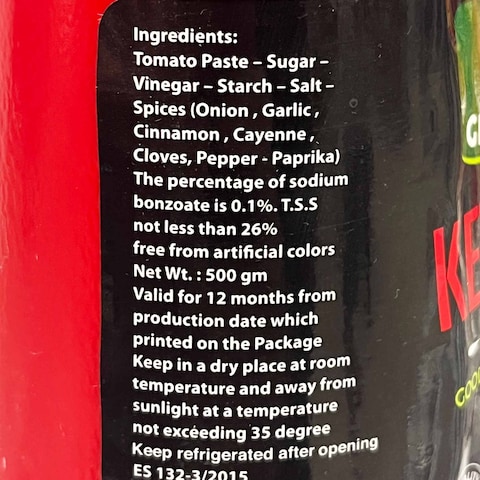 Ingredients:
Tomato Paste – Sugar –
Vinegar – Starch – Salt –
Spices (Onion , Garlic ,
Cinnamon , Cayenne ,
Cloves, Pepper - Paprika)
The percentage of sodium
bonzoate is 0.1%. T.S.S
not less than 26%
free from artificial colors
Net Wt. : 500 gm
Valid for 12 months from
production date which
printed on the Package
Keep in a dry place at room
temperature and away from
sunlight at a temperature
not exceeding 35 degree
Keep refrigerated after opening
ES 132-3/2015